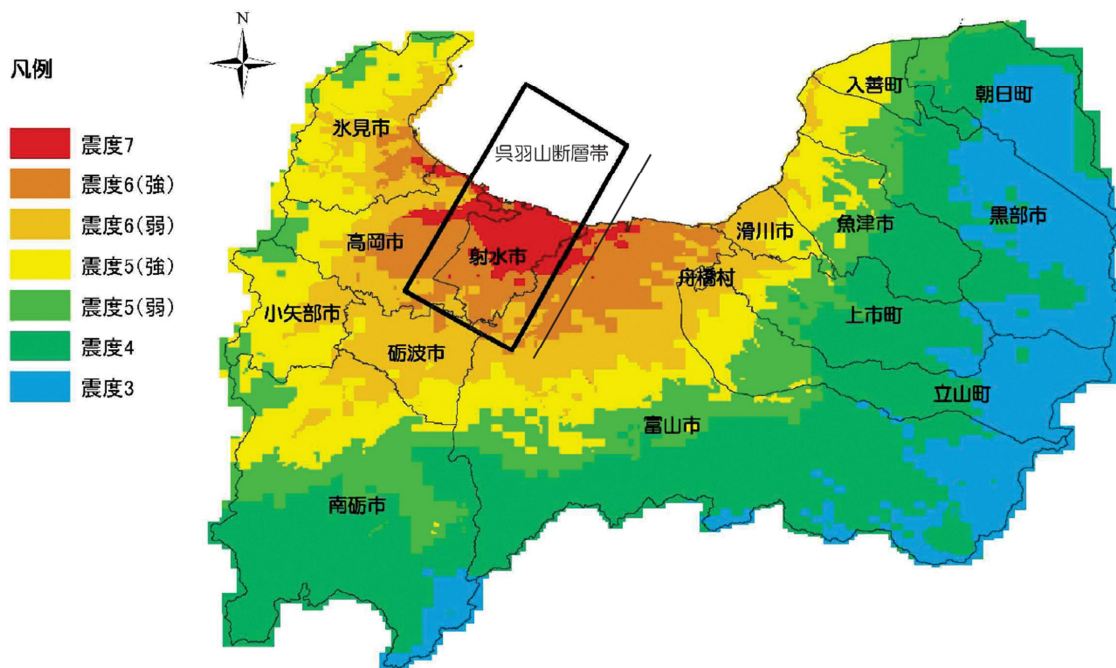 N
凡例
震度7
震度6(強)
震度6(弱)
震度5(強)
震度5(弱)
震度4
震度3
入善町
朝日町
氷見市
呉羽山断層帯
黒部市
魚津市
滑川市
高岡市
射水市
舟橋村
小矢部市
上市町
砺波市
立山町
富山市
南砺市